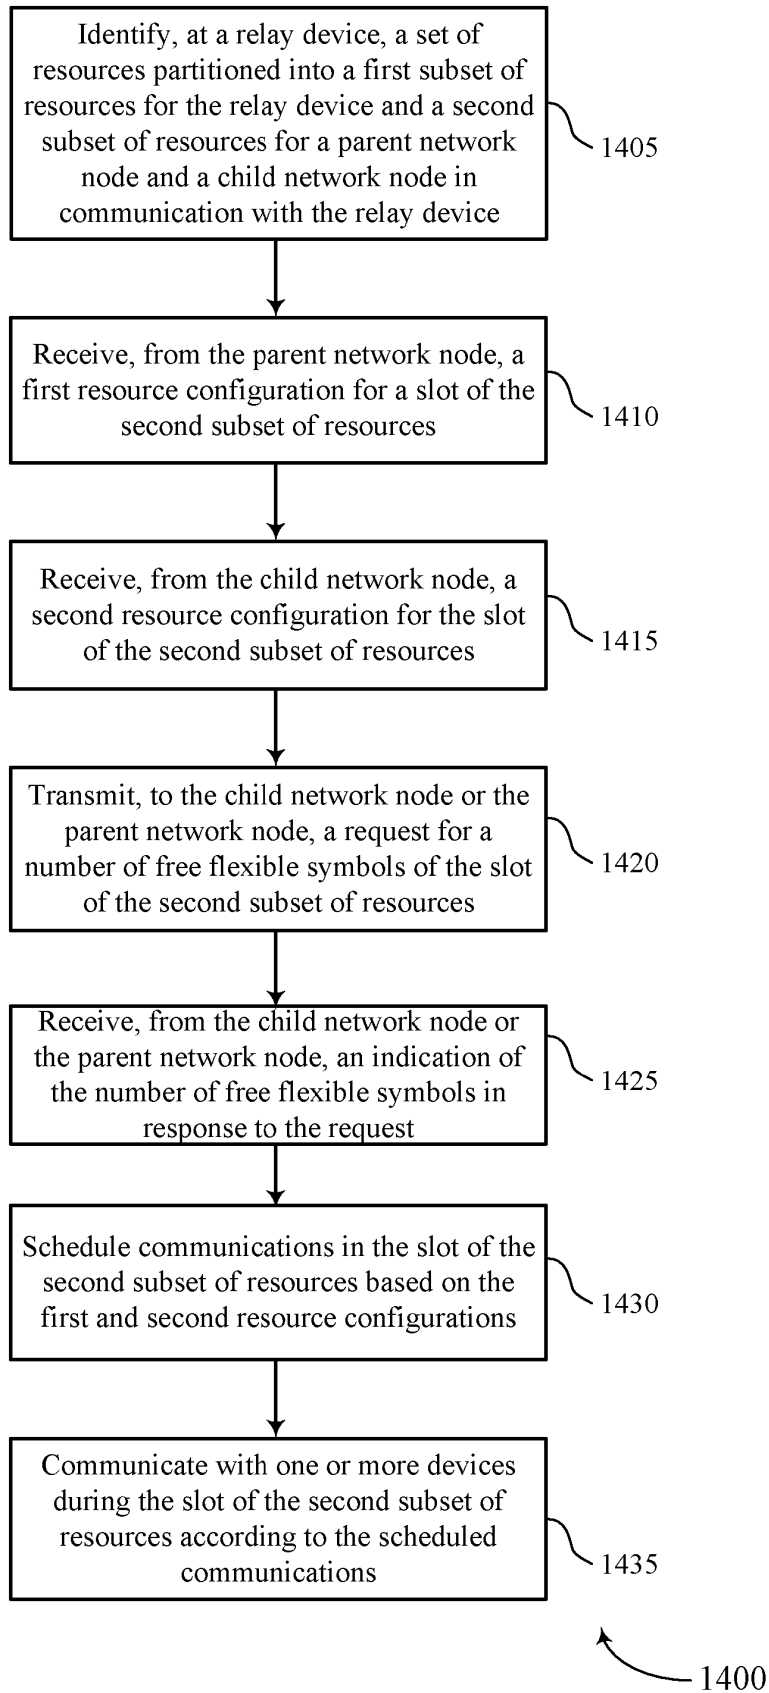 Identify, at a relay device, a set of
resources partitioned into a first subset of
resources for the relay device and a second
subset of resources for a parent network
node and a child network node in
communication with the relay device
1405
Receive, from the parent network node, a
first resource configuration for a slot of the
second subset of resources
1410
Receive, from the child network node, a
second resource configuration for the slot
of the second subset of resources
1415
Transmit, to the child network node or the
parent network node, a request for a
number of free flexible symbols of the slot
of the second subset of resources
1420
Receive, from the child network node or
the parent network node, an indication of
the number of free flexible symbols in
response to the request
1425
Schedule communications in the slot of the
second subset of resources based on the
first and second resource configurations
1430
Communicate with one or more devices
during the slot of the second subset of
resources according to the scheduled
communications
1435
1400